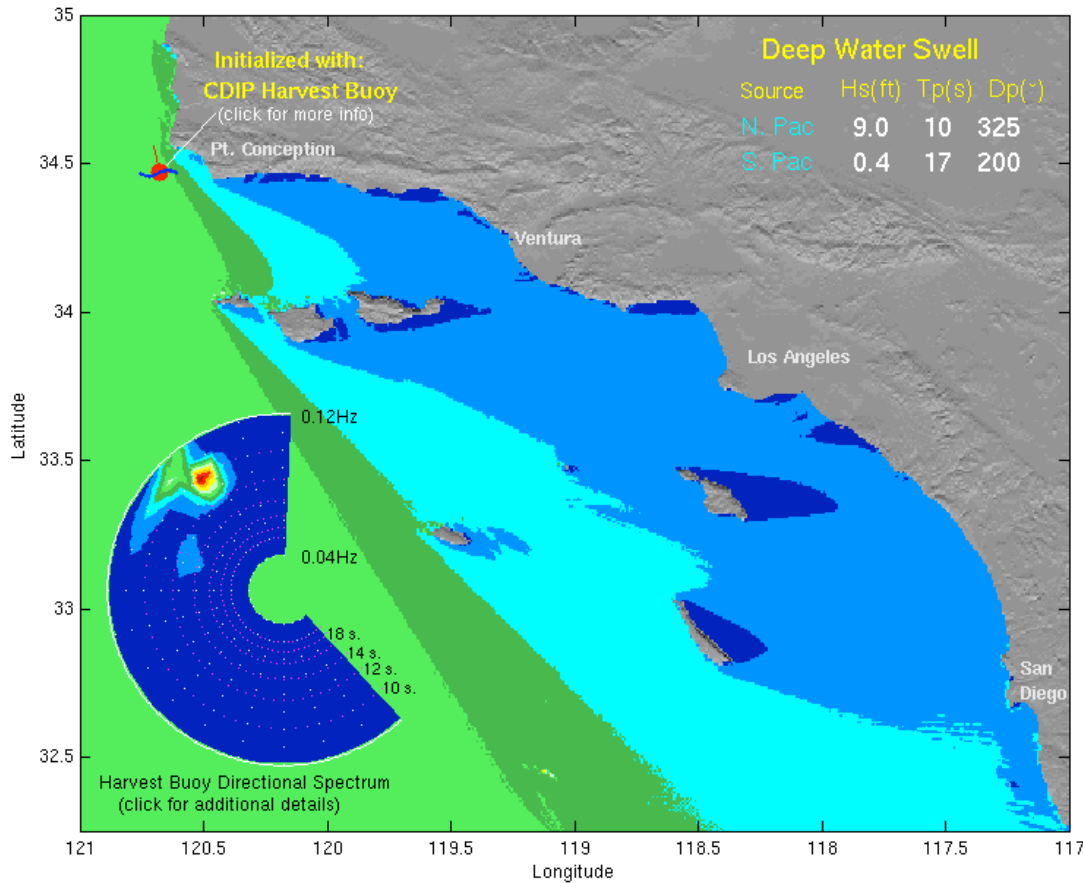 Initialized with:
CDIP Harvest Buoy
(click for more info)
Pt. Conception
Deep Water Swell
Source Hs(ft) Tp(s) Dp(°)
N. Pac 9.0 10 325
S. Pac 0.4 17 200
Ventura
Los Angeles
San
Diego
0.12Hz
0.04Hz
18 s.
14 s.
12 s.
10 s.
Harvest Buoy Directional Spectrum
(click for additional details)
Latitude
35
34.5
34
33.5
33
32.5
121 120.5 120 119.5 119 118.5 118 117.5 117
Longitude